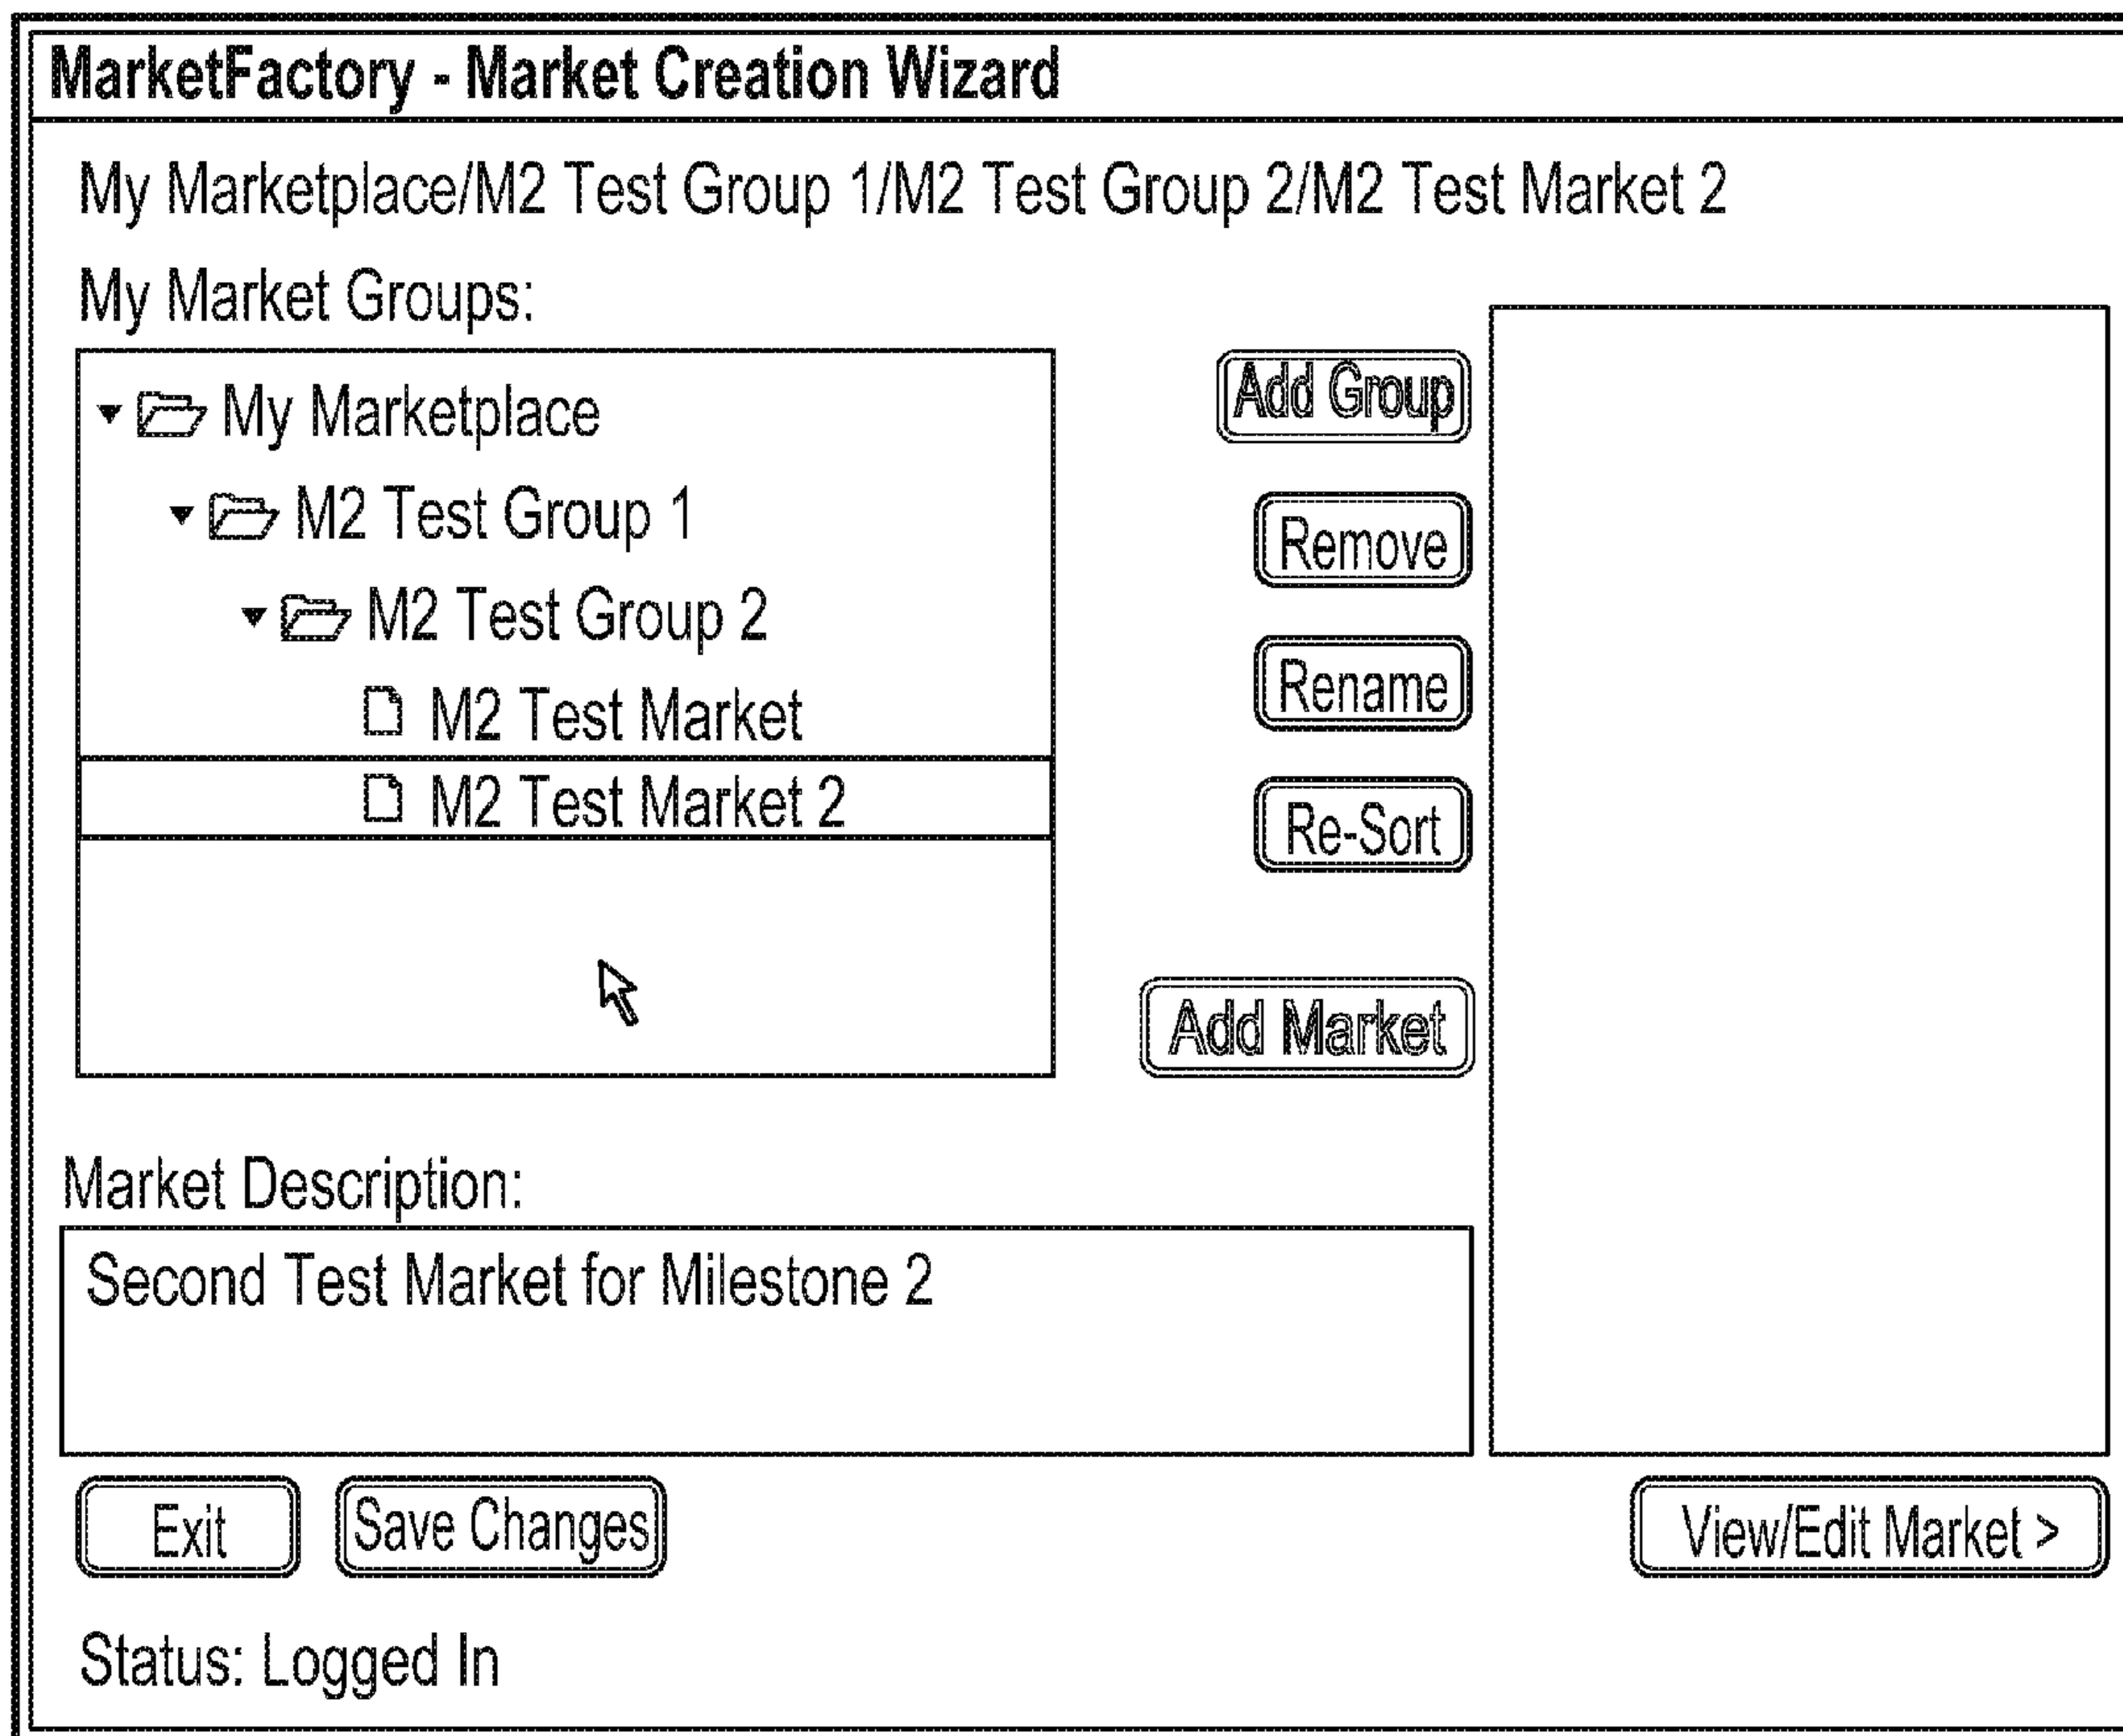 MarketFactory - Market Creation Wizard
My Marketplace/M2 Test Group 1/M2 Test Group 2/M2 Test Market 2
My Market Groups:
My Marketplace
M2 Test Group 1
M2 Test Group 2
M2 Test Market
M2 Test Market 2
Add Group
Remove
Rename
Re-Sort
Add Market
Market Description:
Second Test Market for Milestone 2
Exit
Save Changes
View/Edit Market >
Status: Logged In